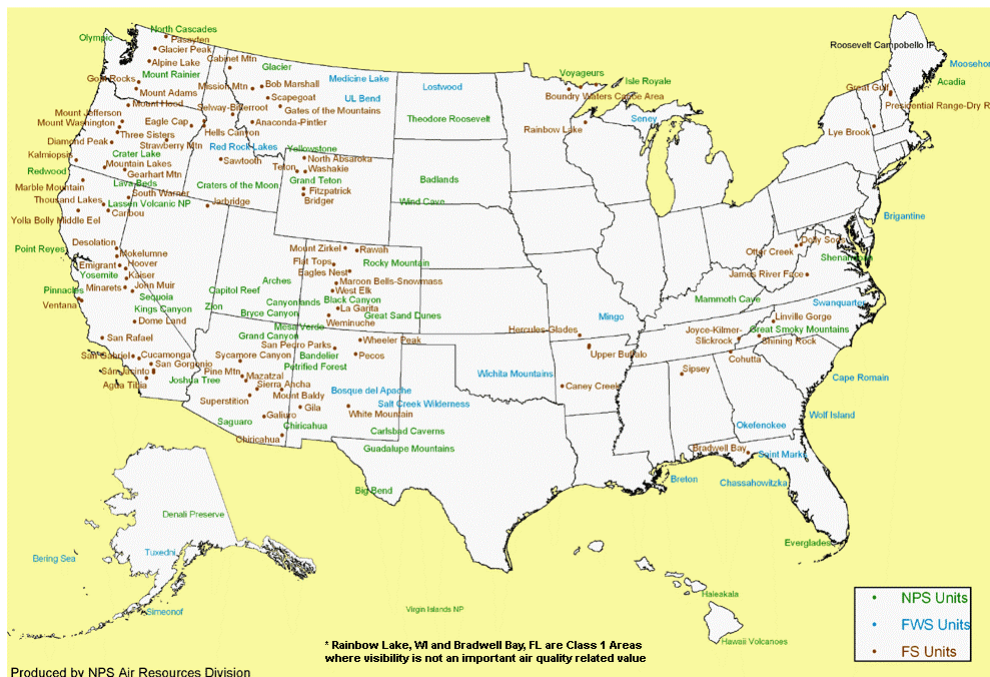 North Cascades
Olympic
Pasayten
Glacier Peak
Alpine Lake
Cabinet Mtn
Glacier
Mount Rainier
Goat Rocks
Mission Mtn
Bob Marshall
Medicine Lake
Lostwood
Mount Adams
Scapegoat
UL Bend
Mount Hood
Selway-Bitterroot
Gates of the Mountains
Mount Jefferson
Mount Washington
Eagle Cap
Anaconda-Pintler
Theodore Roosevelt
Three Sisters
Hells Canyon
Diamond Peak
Strawberry Mtn
Red Rock Lakes
Yellowstone
Kalmiopsis
Crater Lake
Sawtooth
North Absaroka
Mountain Lakes
Teton
Washakie
Redwood
Gearhart Mtn
Grand Teton
Badlands
Marble Mountain
Lava Beds
Craters of the Moon
Fitzpatrick
South Warner
Bridger
Thousand Lakes
Lassen Volcanic NP
Jarbridge
Wind Cave
Caribou
Yolla Bolly Middle Eel
Voyageurs
Isle Royale
Boundry Waters Canoe Area
Seney
Rainbow Lake
Roosevelt Campobello IP
Moosehor
Acadia
Great Gulf
Presidential Range-Dry R
Lye Brook
Brigantine
Desolation
Point Reyes
Mokelumne
Mount Zirkel
Rawah
Emigrant
Hoover
Flat Tops
Rocky Mountain
Yosemite
Kaiser
Eagles Nest
Pinnacles
Minarets
John Muir
Arches
Maroon Bells-Snowmass
Capitol Reef
West Elk
Ventana
Sequoia
Canyonlands
Black Canyon
Kings Canyon
Zion
La Garita
Bryce Canyon
Great Sand Dunes
Dome Land
Mesa Verde
Weminuche
San Rafael
Grand Canyon
Wheeler Peak
San Pedro Parks
San Gabriel
Cucamonga
Sycamore Canyon
Bandelier
Pecos
San Gorgonio
Petrified Forest
San Jacinto
Pine Mtn
Mazatzal
Agua Tibia
Joshua Tree
Sierra Ancha
Bosque del Apache
Mount Baldy
Superstition
Salt Creek Wilderness
Gila
White Mountain
Galiuro
Saguaro
Chiricahua
Carlsbad Caverns
Chiricahua
Guadalupe Mountains
Big Bend
Dolly Sods
Otter Creek
Shenandoah
James River Face
Mammoth Cave
Swanquarter
Mingo
Linville Gorge
Hercules-Glades
Joyce-Kilmer-
Slickrock
Great Smoky Mountains
Shining Rock
Upper Buffalo
Cohutta
Wichita Mountains
Sipsey
Cape Romain
Caney Creek
Wolf Island
Okefenokee
Bradwell Bay
Saint Marks
Breton
Chassahowitzka
Everglades
Denali Preserve
Bering Sea
Tuxedni
Simeonof
Virgin Islands NP
Haleakala
Hawaii Volcanoes
NPS Units
FWS Units
FS Units
* Rainbow Lake, WI and Bradwell Bay, FL are Class 1 Areas
where visibility is not an important air quality related value
Produced by NPS Air Resources Division